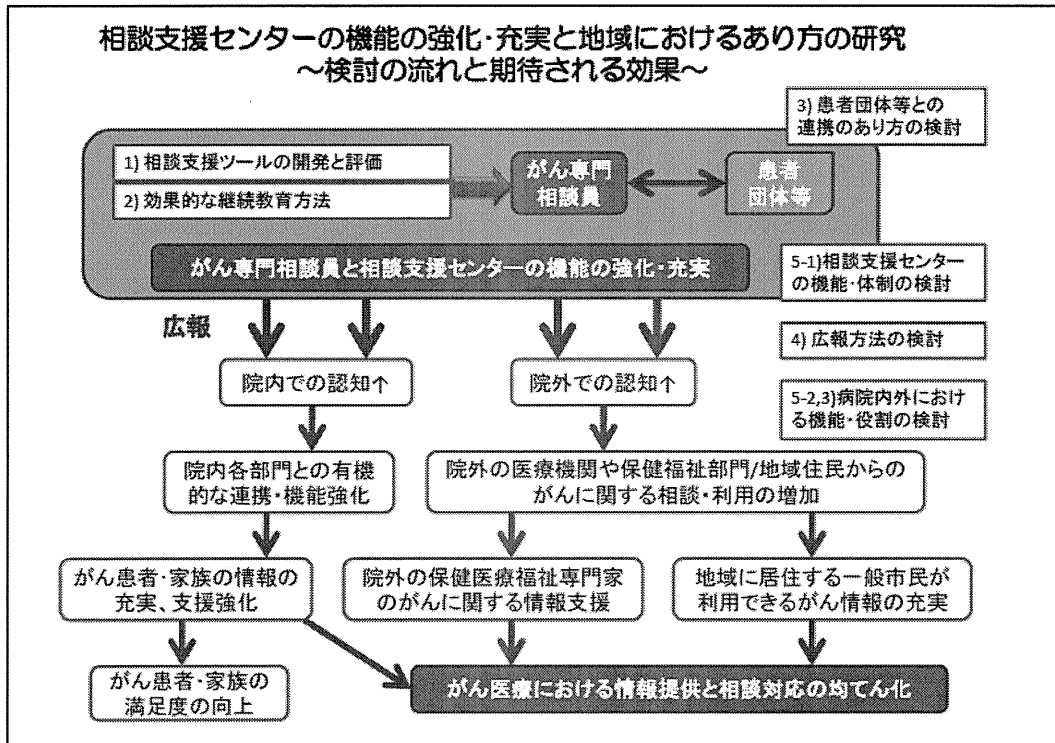 相談支援センターの機能の強化・充実と地域におけるあり方の研究
～検討の流れと期待される効果～
3) 患者団体等との
連携のあり方の検討
1) 相談支援ツールの開発と評価
2) 効果的な継続教育方法
がん専門
相談員
患者
団体等
がん専門相談員と相談支援センターの機能の強化・充実
5-1)相談支援センター
の機能・体制の検討
広報
4) 広報方法の検討
院内での認知↑
院外での認知↑
5-2,3)病院内外におけ
る機能・役割の検討
院内各部門との有機
的な連携・機能強化
院外の医療機関や保健福祉部門/地域住民からの
がんに関する相談・利用の増加
がん患者・家族の情報の
充実、支援強化
院外の保健医療福祉専門家
のがんに関する情報支援
地域に居住する一般市民が
利用できるがん情報の充実
がん患者・家族の
満足度の向上
がん医療における情報提供と相談対応の均てん化